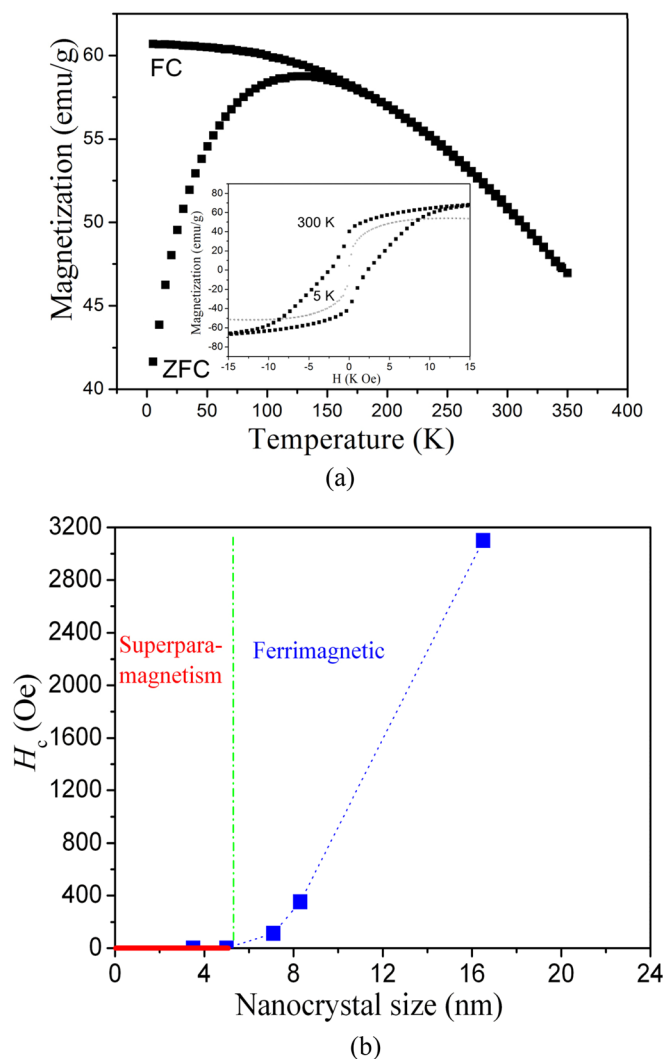 60
55
50
45
40
Magnetization (emu/g)
FC
ZFC
80
60
40
20
0
-20
-40
-60
-80
Magnetization (emu/g)
300 K
5 K
-15 -10 -5 0 5 10 15
H (K Oe)
0 50 100 150 200 250 300 350 400
Temperature (K)
(a)
3200
2800
2400
2000
1600
1200
800
400
0
Hc (Oe)
Superpara-
magnetism
Ferrimagnetic
0 4 8 12 16 20 24
Nanocrystal size (nm)
(b)